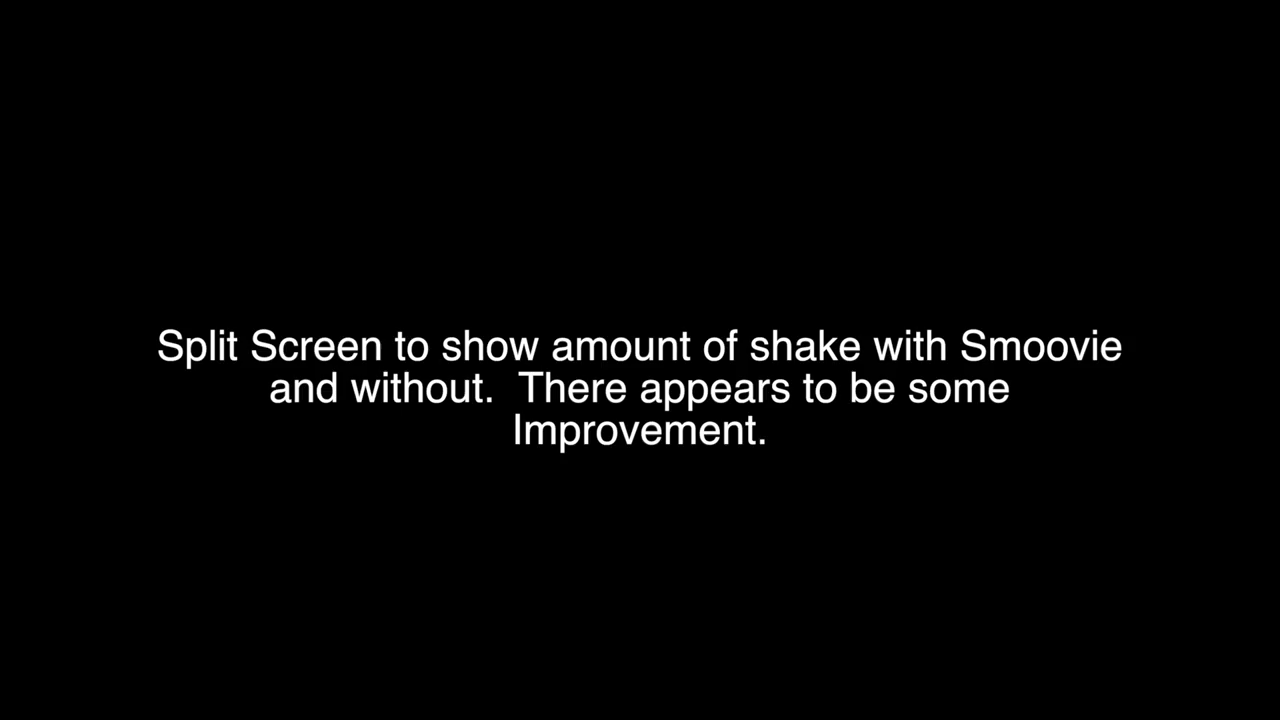 Split Screen to show amount of shake with Smoovie
and without.  There appears to be some
Improvement.